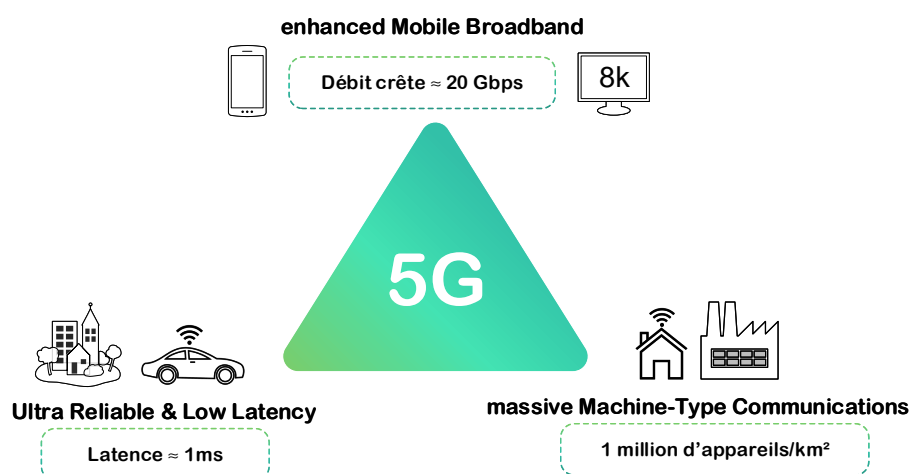 enhanced Mobile Broadband
Débit crête ≈ 20 Gbps
8k
5G
Ultra Reliable & Low Latency
Latence ≈ 1ms
massive Machine-Type Communications
1 million d’appareils/km²